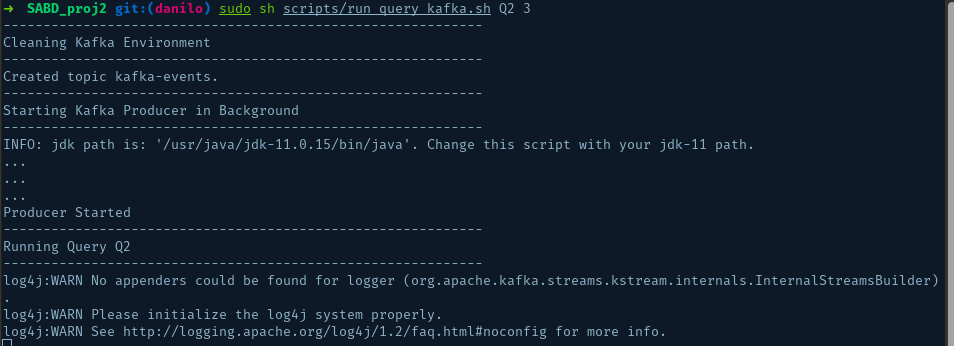 → SABD_proj2 git:(danilo) sudo sh scripts/run_query_kafka.sh Q2 3
------------------------------------------------------------
Cleaning Kafka Environment
------------------------------------------------------------
Created topic kafka-events.
------------------------------------------------------------
Starting Kafka Producer in Background
------------------------------------------------------------
INFO: jdk path is: '/usr/java/jdk-11.0.15/bin/java'. Change this script with your jdk-11 path.
...
...
...
Producer Started
------------------------------------------------------------
Running Query Q2
------------------------------------------------------------
log4j:WARN No appenders could be found for logger (org.apache.kafka.streams.kstream.internals.InternalStreamsBuilder)
.
log4j:WARN Please initialize the log4j system properly.
log4j:WARN See http://logging.apache.org/log4j/1.2/faq.html#noconfig for more info.